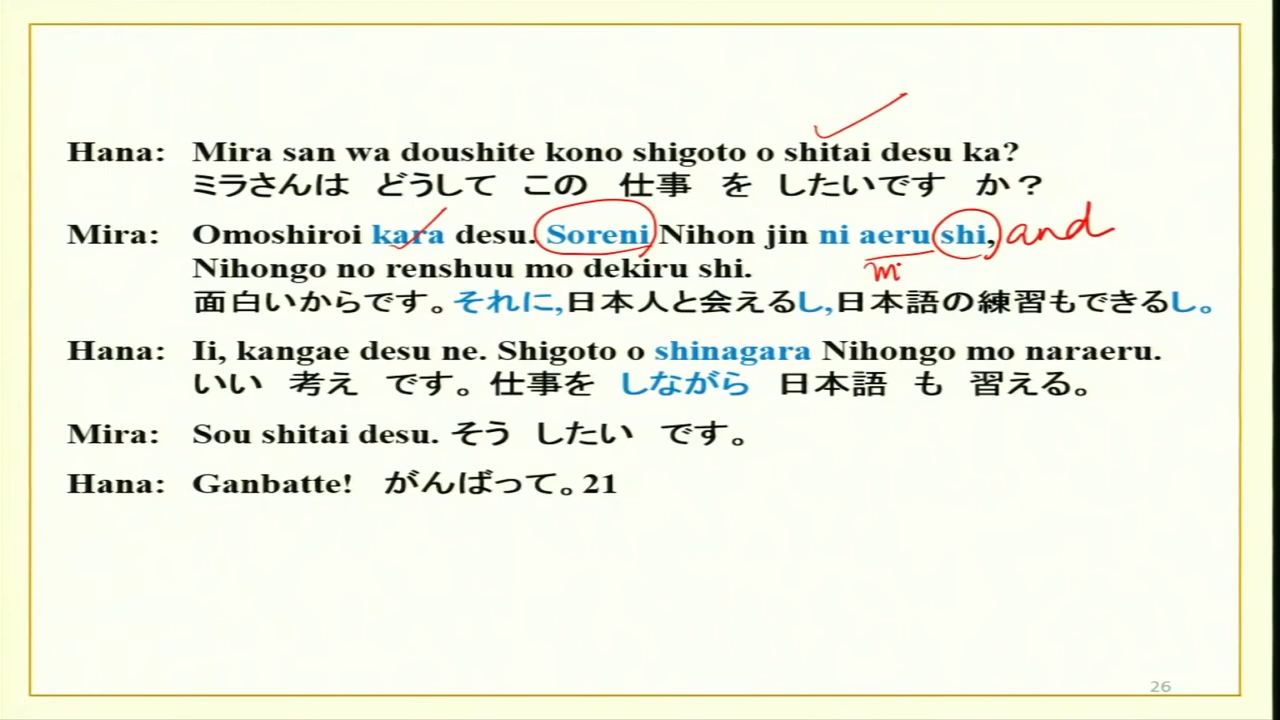 Hana: Mira san wa doushite kono shigoto o shitai desu ka?
ミラさんは どうして この 仕事 を したいです か？
Mira: Omoshiroi kara desu. Soreni Nihon jin ni aeru shi, and
Nihongo no renshuu mo dekiru shi. mi
面白いからです。それに,日本人と会えるし,日本語の練習もできるし。
Hana: Ii, kangae desu ne. Shigoto o shinagara Nihongo mo naraeru.
いい 考え です。仕事を しながら 日本語 も 習える。
Mira: Sou shitai desu. そう したい です。
Hana: Ganbatte! がんばって。21
26